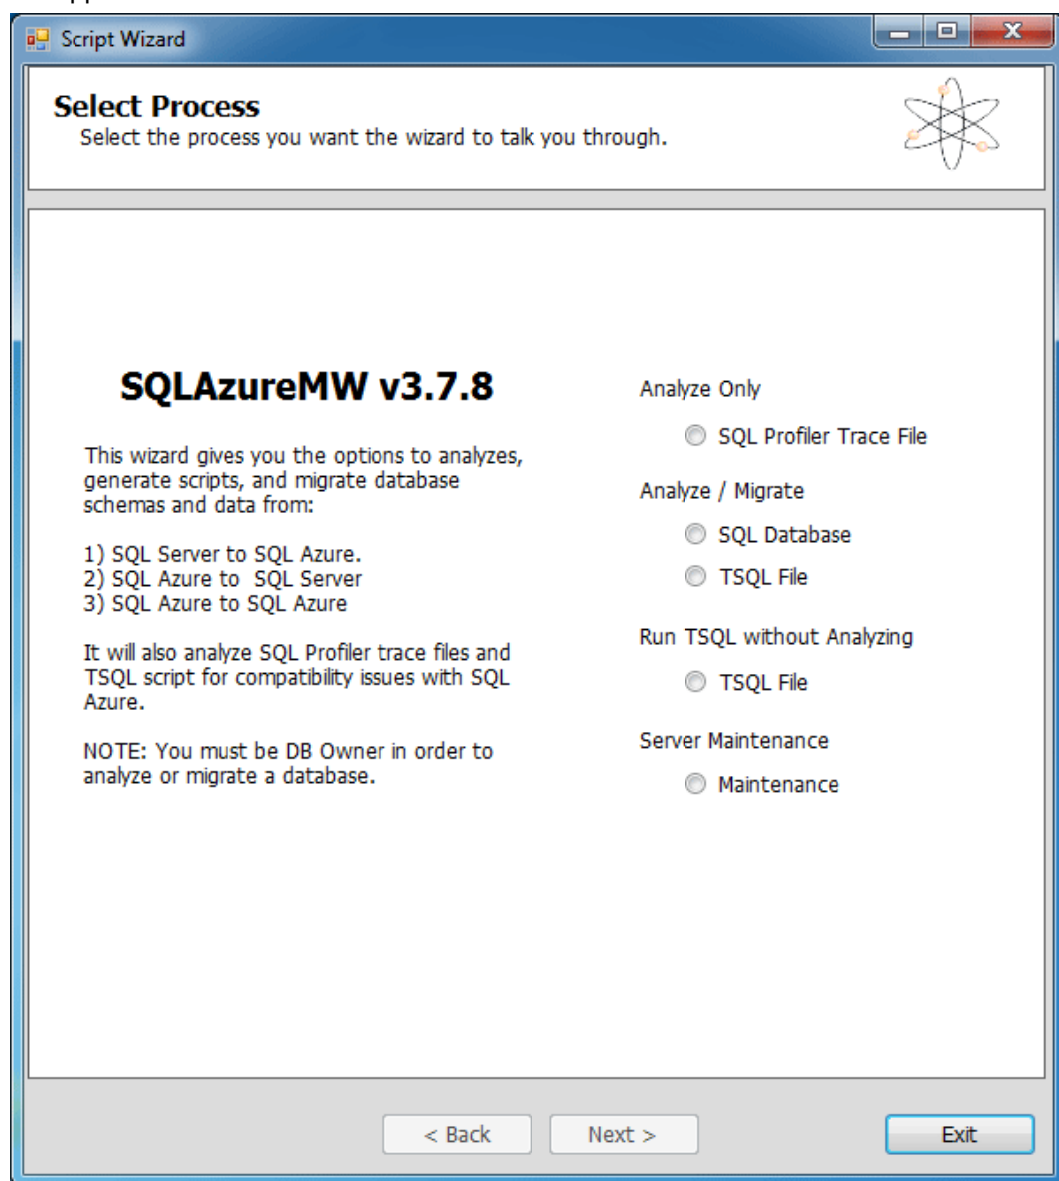 Script Wizard
Select Process
Select the process you want the wizard to talk you through.
SQLAzureMW v3.7.8
This wizard gives you the options to analyzes,
generate scripts, and migrate database
schemas and data from:
1) SQL Server to SQL Azure.
2) SQL Azure to  SQL Server
3) SQL Azure to SQL Azure
It will also analyze SQL Profiler trace files and
TSQL script for compatibility issues with SQL
Azure.
NOTE: You must be DB Owner in order to
analyze or migrate a database.
Analyze Only
SQL Profiler Trace File
Analyze / Migrate
SQL Database
TSQL File
Run TSQL without Analyzing
TSQL File
Server Maintenance
Maintenance
< Back
Next >
Exit